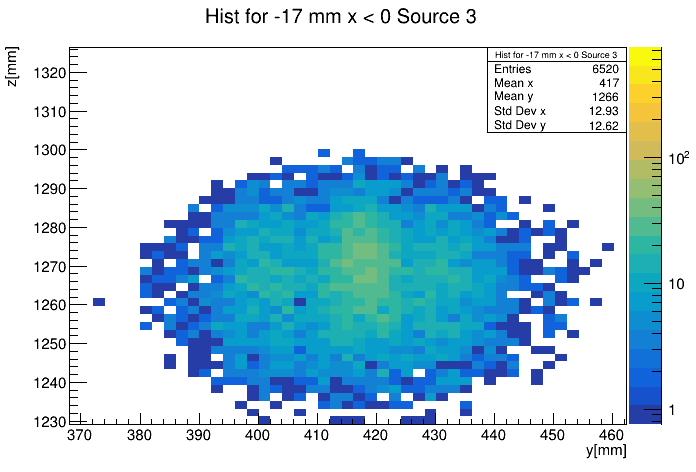 Hist for -17 mm x < 0 Source 3
z[mm]
Hist for -17 mm x < 0 Source 3
Entries 6520
Mean x 417
Mean y 1266
Std Dev x 12.93
Std Dev y 12.62
1320
1310
1300
1290
1280
1270
1260
1250
1240
1230
10²
10
1
370 380 390 400 410 420 430 440 450 460
y[mm]